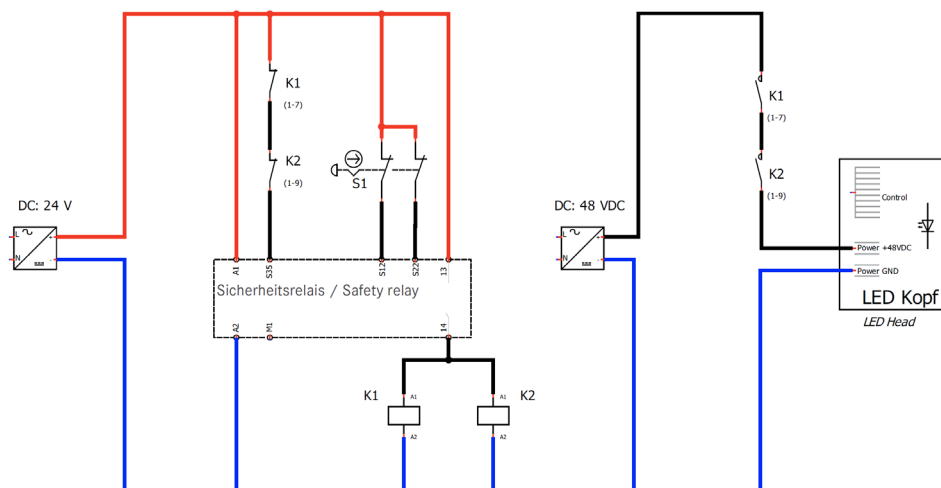 K1
(1-7)
K2
(1-9)
S1
DC: 24 V
L
N
A1
S35
S12
S22
13
Sicherheitsrelais / Safety relay
A2
M1
14
K1
A1
A2
K2
A1
A2
DC: 48 VDC
L
N
K1
(1-7)
K2
(1-9)
Control
Power +48VDC
Power GND
LED Kopf
LED Head